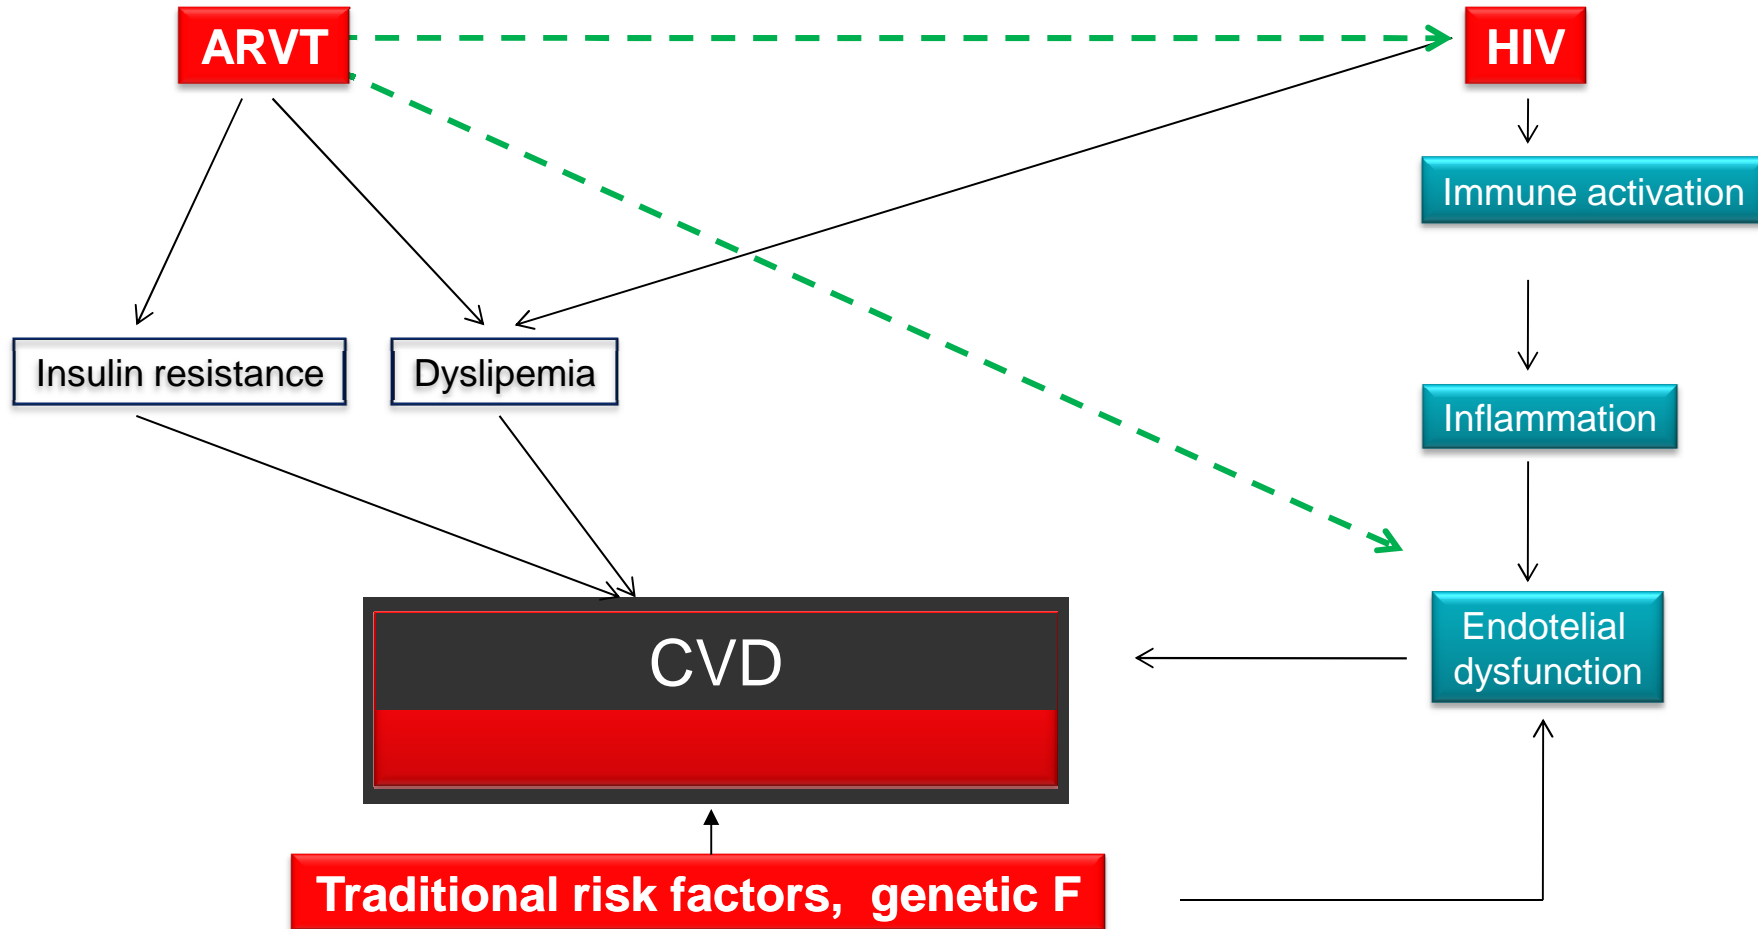 ARVT
HIV
Immune activation
Insulin resistance
Dyslipemia
Inflammation
CVD
Endotelial
dysfunction
Traditional risk factors,  genetic F